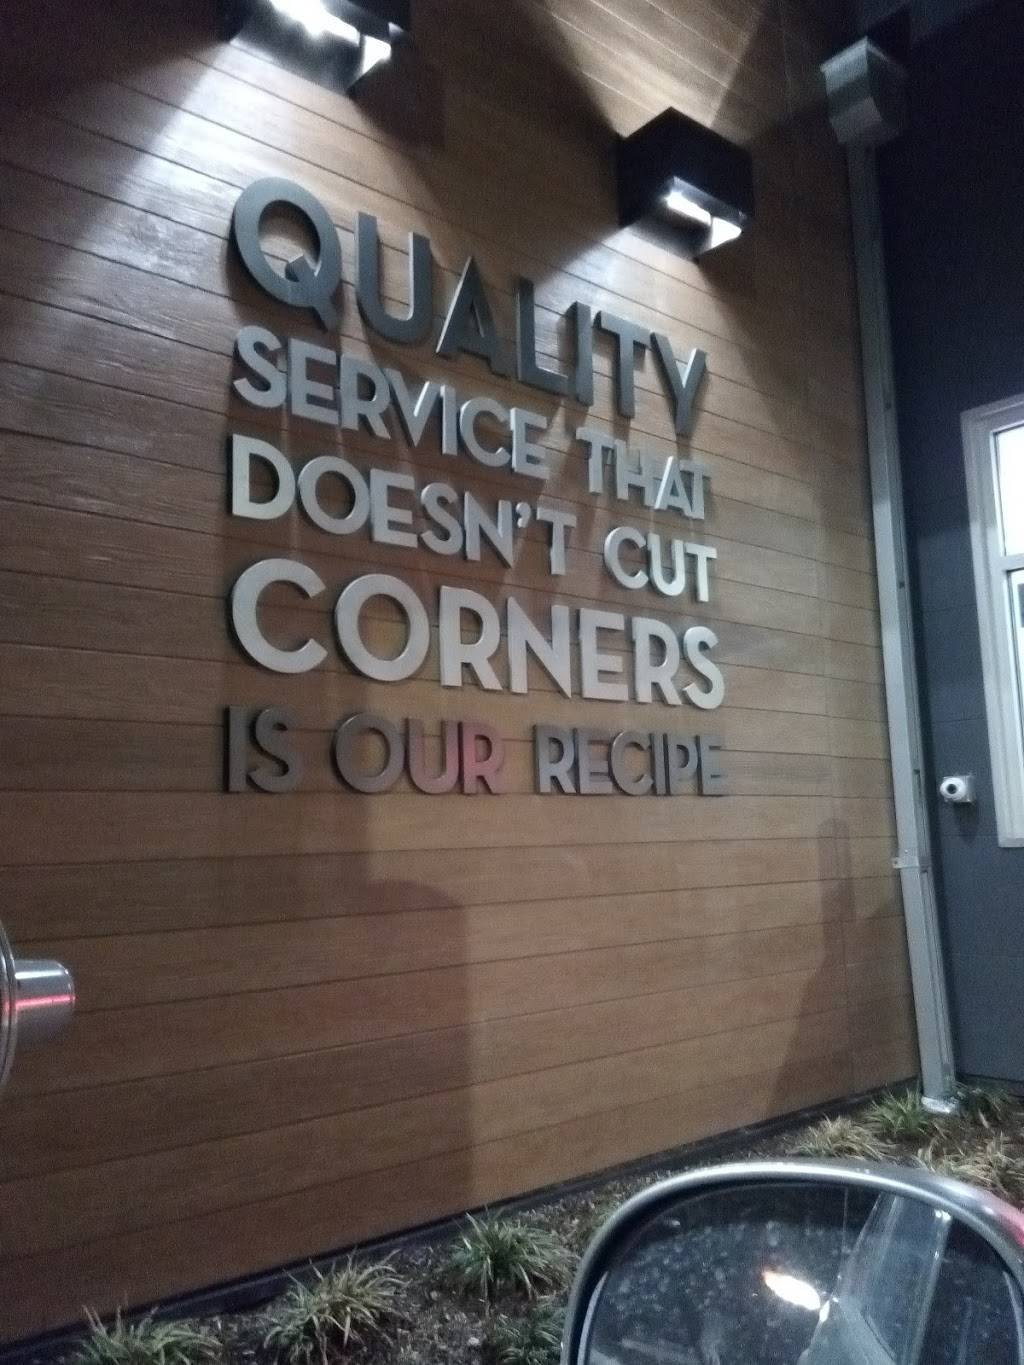 QUALITY
SERVICE THAT
DOESN'T CUT
CORNERS
IS OUR RECIPE